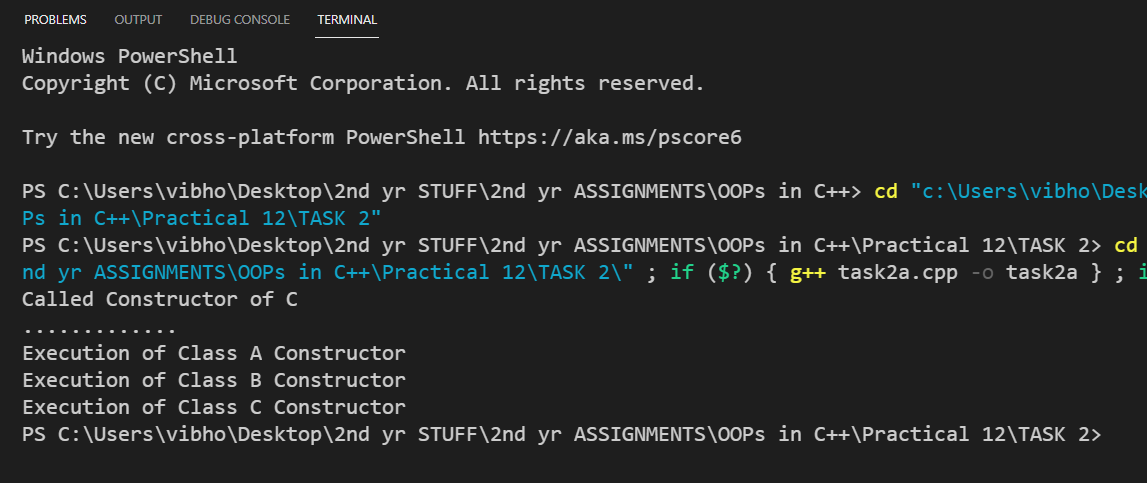 PROBLEMS OUTPUT DEBUG CONSOLE TERMINAL
Windows PowerShell
Copyright (C) Microsoft Corporation. All rights reserved.
Try the new cross-platform PowerShell https://aka.ms/pscore6
PS C:\Users\vibho\Desktop\2nd yr STUFF\2nd yr ASSIGNMENTS\OOPs in C++> cd "c:\Users\vibho\Desk
Ps in C++\Practical 12\TASK 2"
PS C:\Users\vibho\Desktop\2nd yr STUFF\2nd yr ASSIGNMENTS\OOPs in C++\Practical 12\TASK 2> cd
nd yr ASSIGNMENTS\OOPs in C++\Practical 12\TASK 2\" ; if ($?) { g++ task2a.cpp -o task2a } ; i
Called Constructor of C
.............
Execution of Class A Constructor
Execution of Class B Constructor
Execution of Class C Constructor
PS C:\Users\vibho\Desktop\2nd yr STUFF\2nd yr ASSIGNMENTS\OOPs in C++\Practical 12\TASK 2>